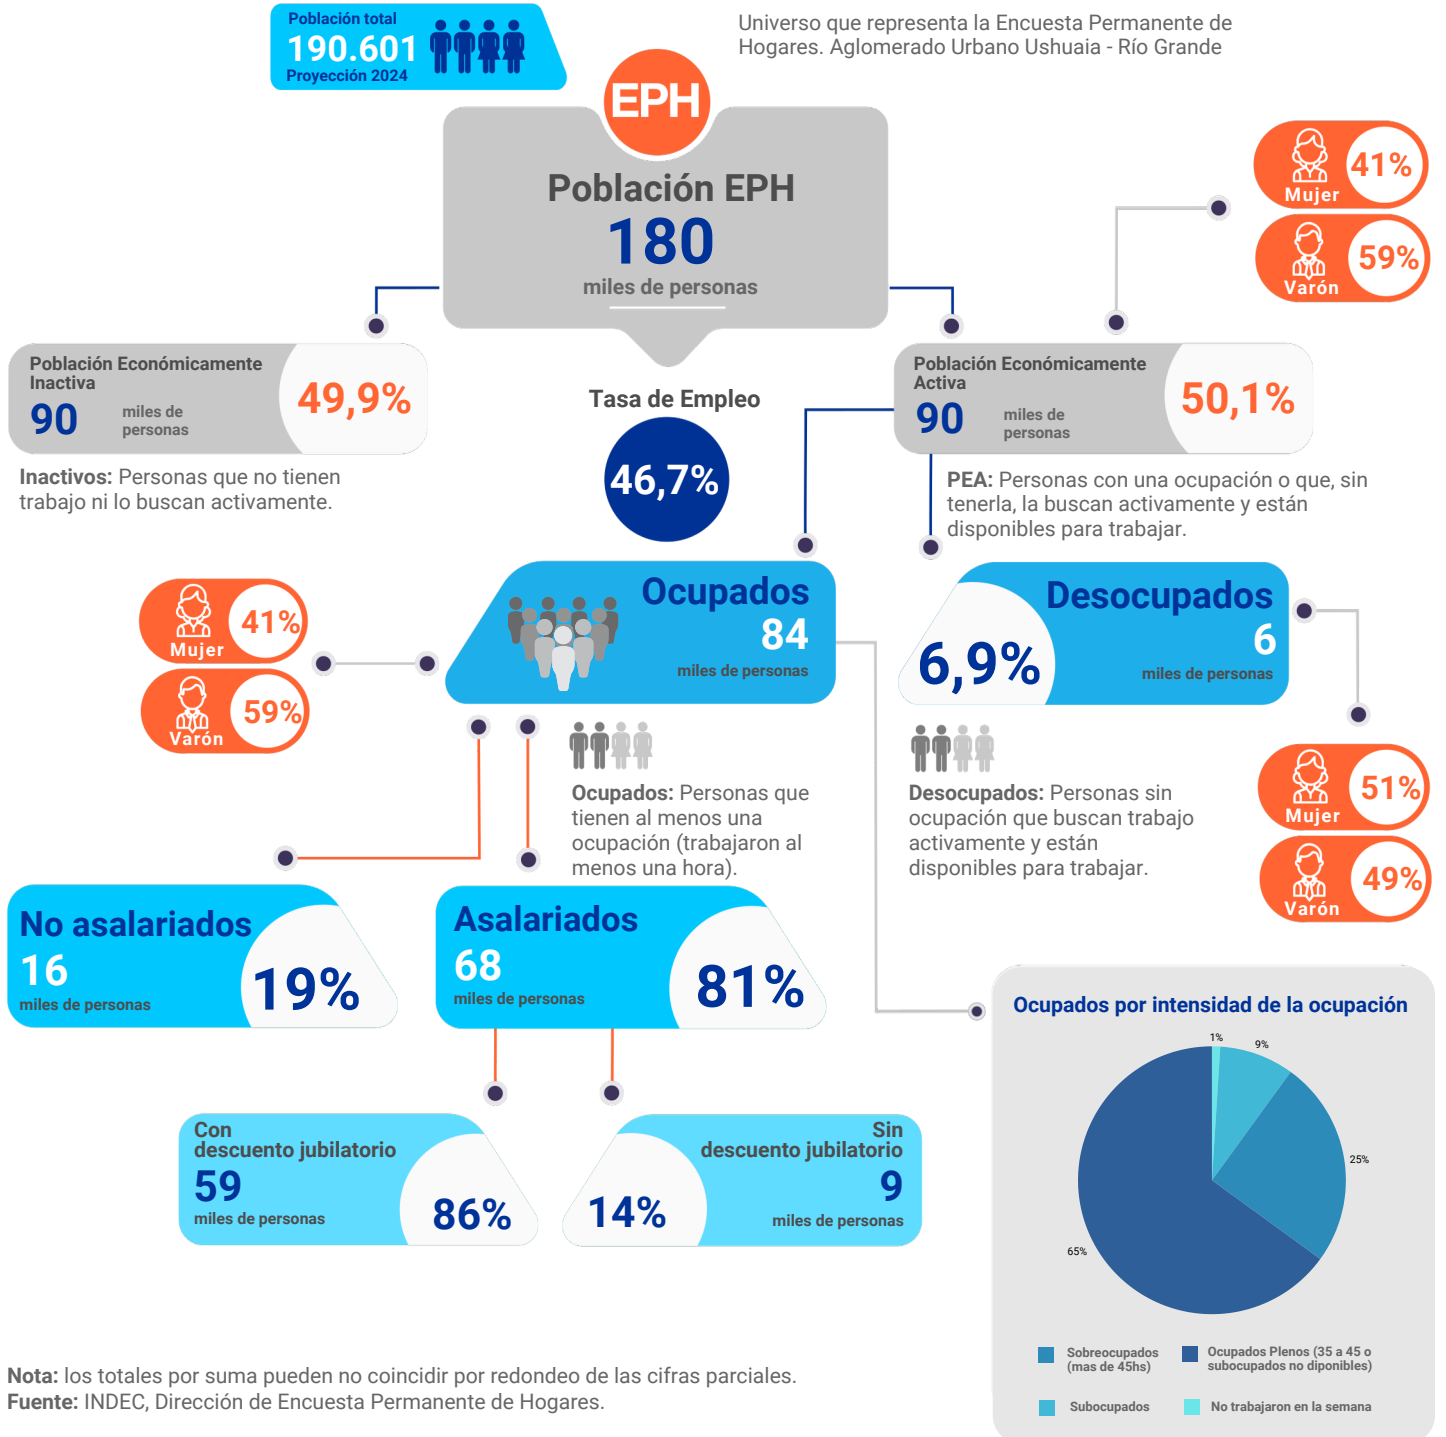 Población total
190.601
Proyección 2024
Universo que representa la Encuesta Permanente de
Hogares. Aglomerado Urbano Ushuaia - Río Grande
EPH
Población EPH
180
miles de personas
41%
Mujer
59%
Varón
Población Económicamente
Inactiva
90
miles de
personas
49,9%
Inactivos: Personas que no tienen
trabajo ni lo buscan activamente.
Tasa de Empleo
46,7%
Población Económicamente
Activa
90
miles de
personas
50,1%
PEA: Personas con una ocupación o que, sin
tenerla, la buscan activamente y están
disponibles para trabajar.
41%
Mujer
59%
Varón
Ocupados
84
miles de personas
Ocupados: Personas que
tienen al menos una
ocupación (trabajaron al
menos una hora).
Desocupados
6
6,9%
miles de personas
Desocupados: Personas sin
ocupación que buscan trabajo
activamente y están
disponibles para trabajar.
51%
Mujer
49%
Varón
No asalariados
16
miles de personas
19%
Asalariados
68
miles de personas
81%
Con
descuento jubilatorio
59
miles de personas
86%
Sin
descuento jubilatorio
9
14%
miles de personas
Ocupados por intensidad de la ocupación
1%
9%
25%
65%
Sobreocupados
(mas de 45hs)
Ocupados Plenos (35 a 45 o
subocupados no diponibles)
Subocupados
No trabajaron en la semana
Nota: los totales por suma pueden no coincidir por redondeo de las cifras parciales.
Fuente: INDEC, Dirección de Encuesta Permanente de Hogares.